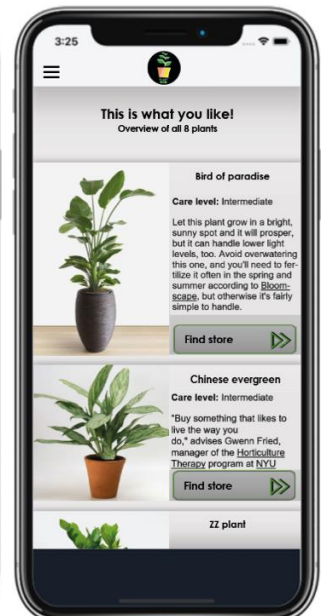 3:25
This is what you like!
Overview of all 8 plants
Bird of paradise
Care level: Intermediate
Let this plant grow in a bright,
sunny spot and it will prosper,
but it can handle lower light
levels, too. Avoid overwatering
this one, and you'll need to fer-
tilize it often in the spring and
summer according to Bloom-
scape, but otherwise it's fairly
simple to handle.
Find store
Chinese evergreen
Care level: Intermediate
"Buy something that likes to
live the way you
do," advises Gwenn Fried,
manager of the Horticulture
Therapy program at NYU
Find store
ZZ plant